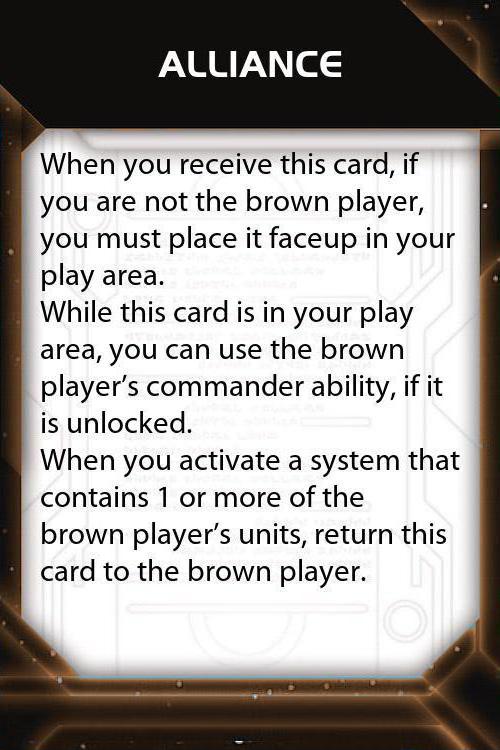 ALLIANCE
When you receive this card, if
you are not the brown player,
you must place it faceup in your
play area.
While this card is in your play
area, you can use the brown
player’s commander ability, if it
is unlocked.
When you activate a system that
contains 1 or more of the
brown player’s units, return this
card to the brown player.